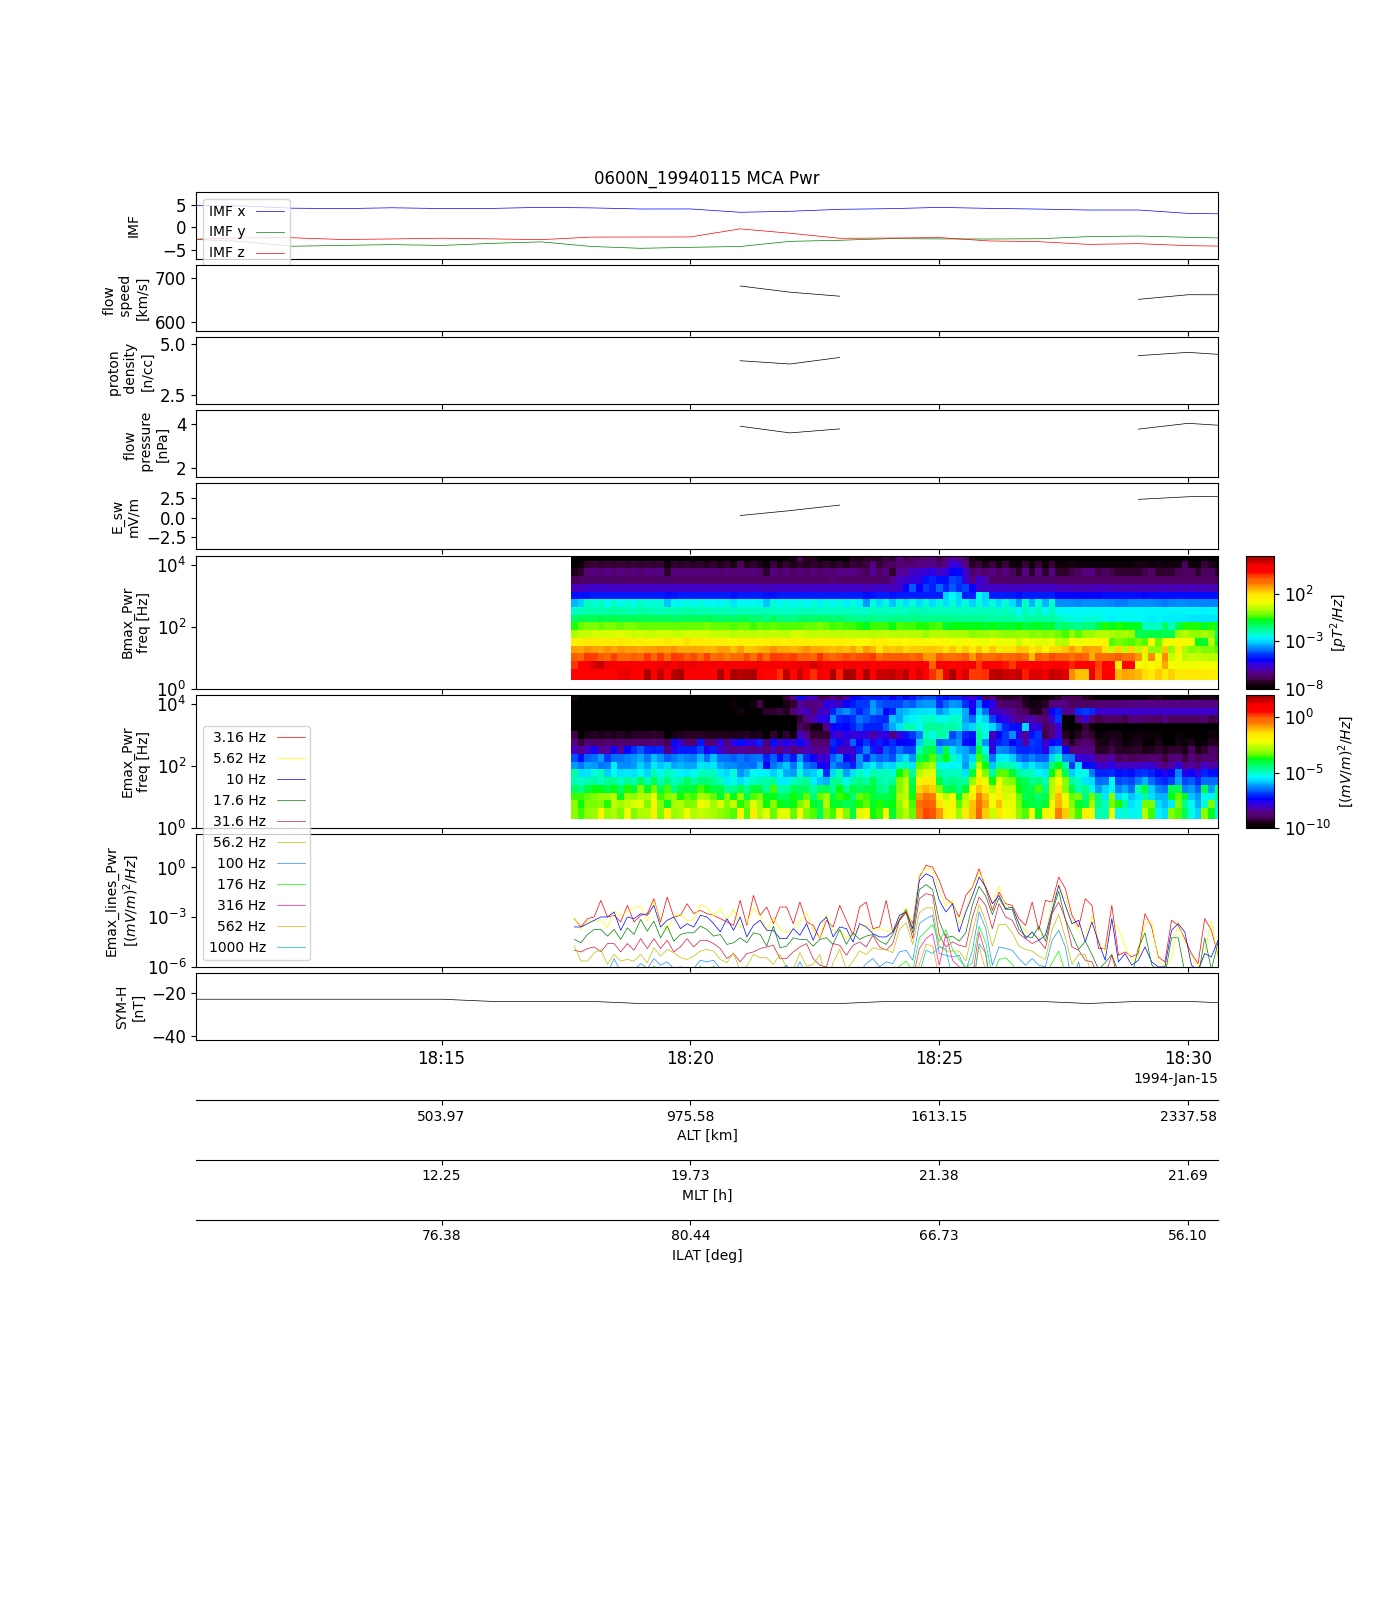 0600N_19940115 MCA Pwr
IMF
5
0
−5
IMF x
IMF y
IMF z
flow
speed
[km/s]
700
600
proton
density
[n/cc]
5.0
2.5
flow
pressure
[nPa]
4
2
E_sw
mV/m
2.5
0.0
−2.5
Bmax_Pwr
freq [Hz]
10^4
10^2
10^0
10^2
10^{-3}
10^{-8}
[pT^2/Hz]
Emax_Pwr
freq [Hz]
10^4
10^2
10^0
10^0
10^{-5}
10^{-10}
[(mV/m)^2/Hz]
3.16 Hz
5.62 Hz
10 Hz
17.6 Hz
31.6 Hz
56.2 Hz
100 Hz
176 Hz
316 Hz
562 Hz
1000 Hz
Emax_lines_Pwr
[(mV/m)^2/Hz]
10^0
10^{-3}
10^{-6}
SYM-H
[nT]
−20
−40
18:15 18:20 18:25 18:30
1994-Jan-15
503.97 975.58 1613.15 2337.58
ALT [km]
12.25 19.73 21.38 21.69
MLT [h]
76.38 80.44 66.73 56.10
ILAT [deg]